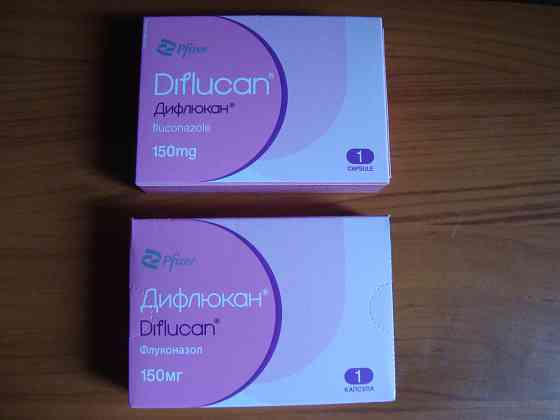 Pfizer
Diflucan®
Дифлюкан®
fluconazole
150mg
1
CAPSULE
Pfizer
Дифлюкан®
Diflucan®
Флуконазол
150мг
1
КАПСУЛА